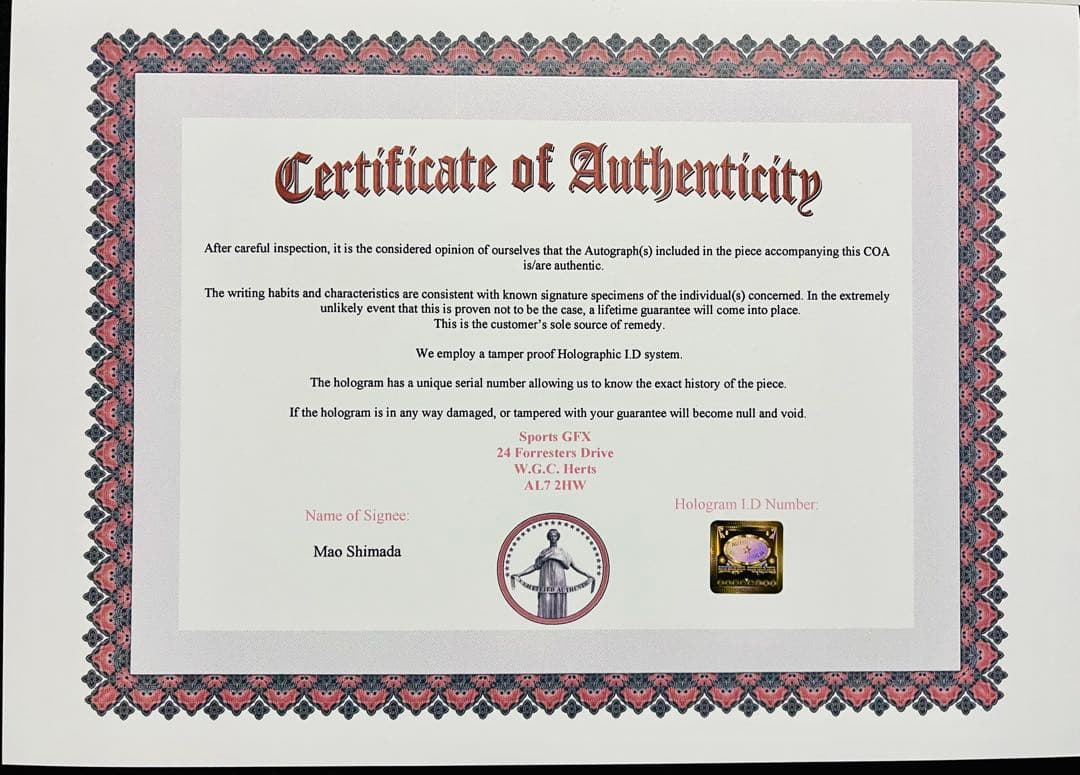 Certificate of Authenticity
After careful inspection, it is the considered opinion of ourselves that the Autograph(s) included in the piece accompanying this COA
is/are authentic.
The writing habits and characteristics are consistent with known signature specimens of the individual(s) concerned. In the extremely
unlikely event that this is proven not to be the case, a lifetime guarantee will come into place.
This is the customer's sole source of remedy.
We employ a tamper proof Holographic I.D system.
The hologram has a unique serial number allowing us to know the exact history of the piece.
If the hologram is in any way damaged, or tampered with your guarantee will become null and void.
Sports GFX
24 Forresters Drive
W.G.C. Herts
AL7 2HW
Name of Signee:
Mao Shimada
CERTIFIED AUTHENTIC
Hologram I.D Number: